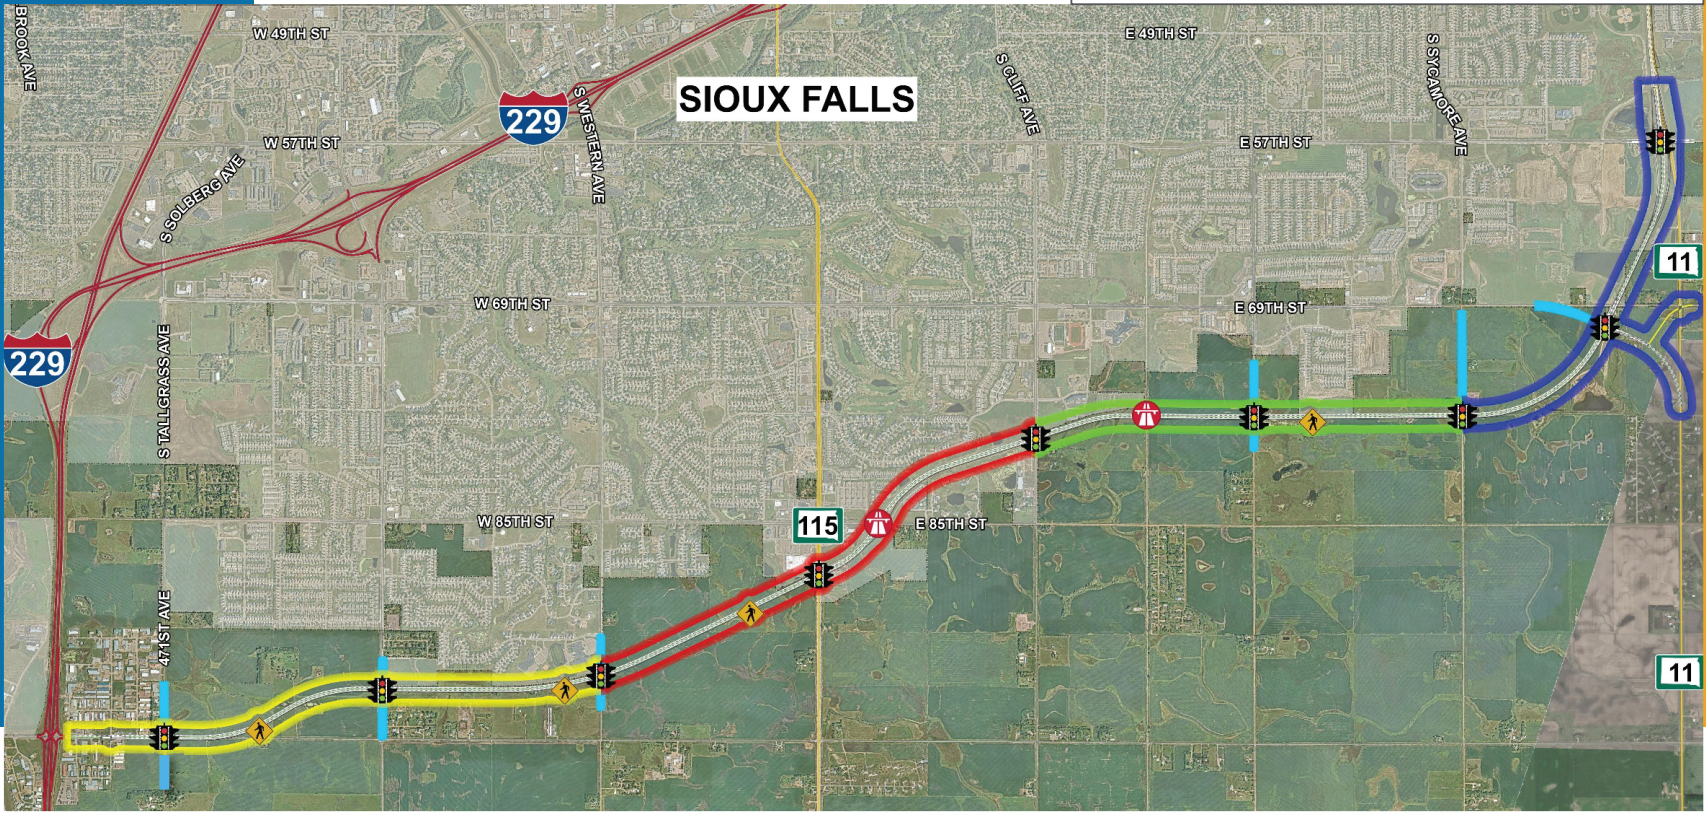 BROOK AVE
W 49TH ST
E 49TH ST
S CLIFF AVE
S SYCAMORE AVE
SIOUX FALLS
229
S WESTERN AVE
W 57TH ST
E 57TH ST
S SOLBERG AVE
11
W 69TH ST
E 69TH ST
229
S TALLGRASS AVE
W 85TH ST
115
E 85TH ST
471ST AVE
11